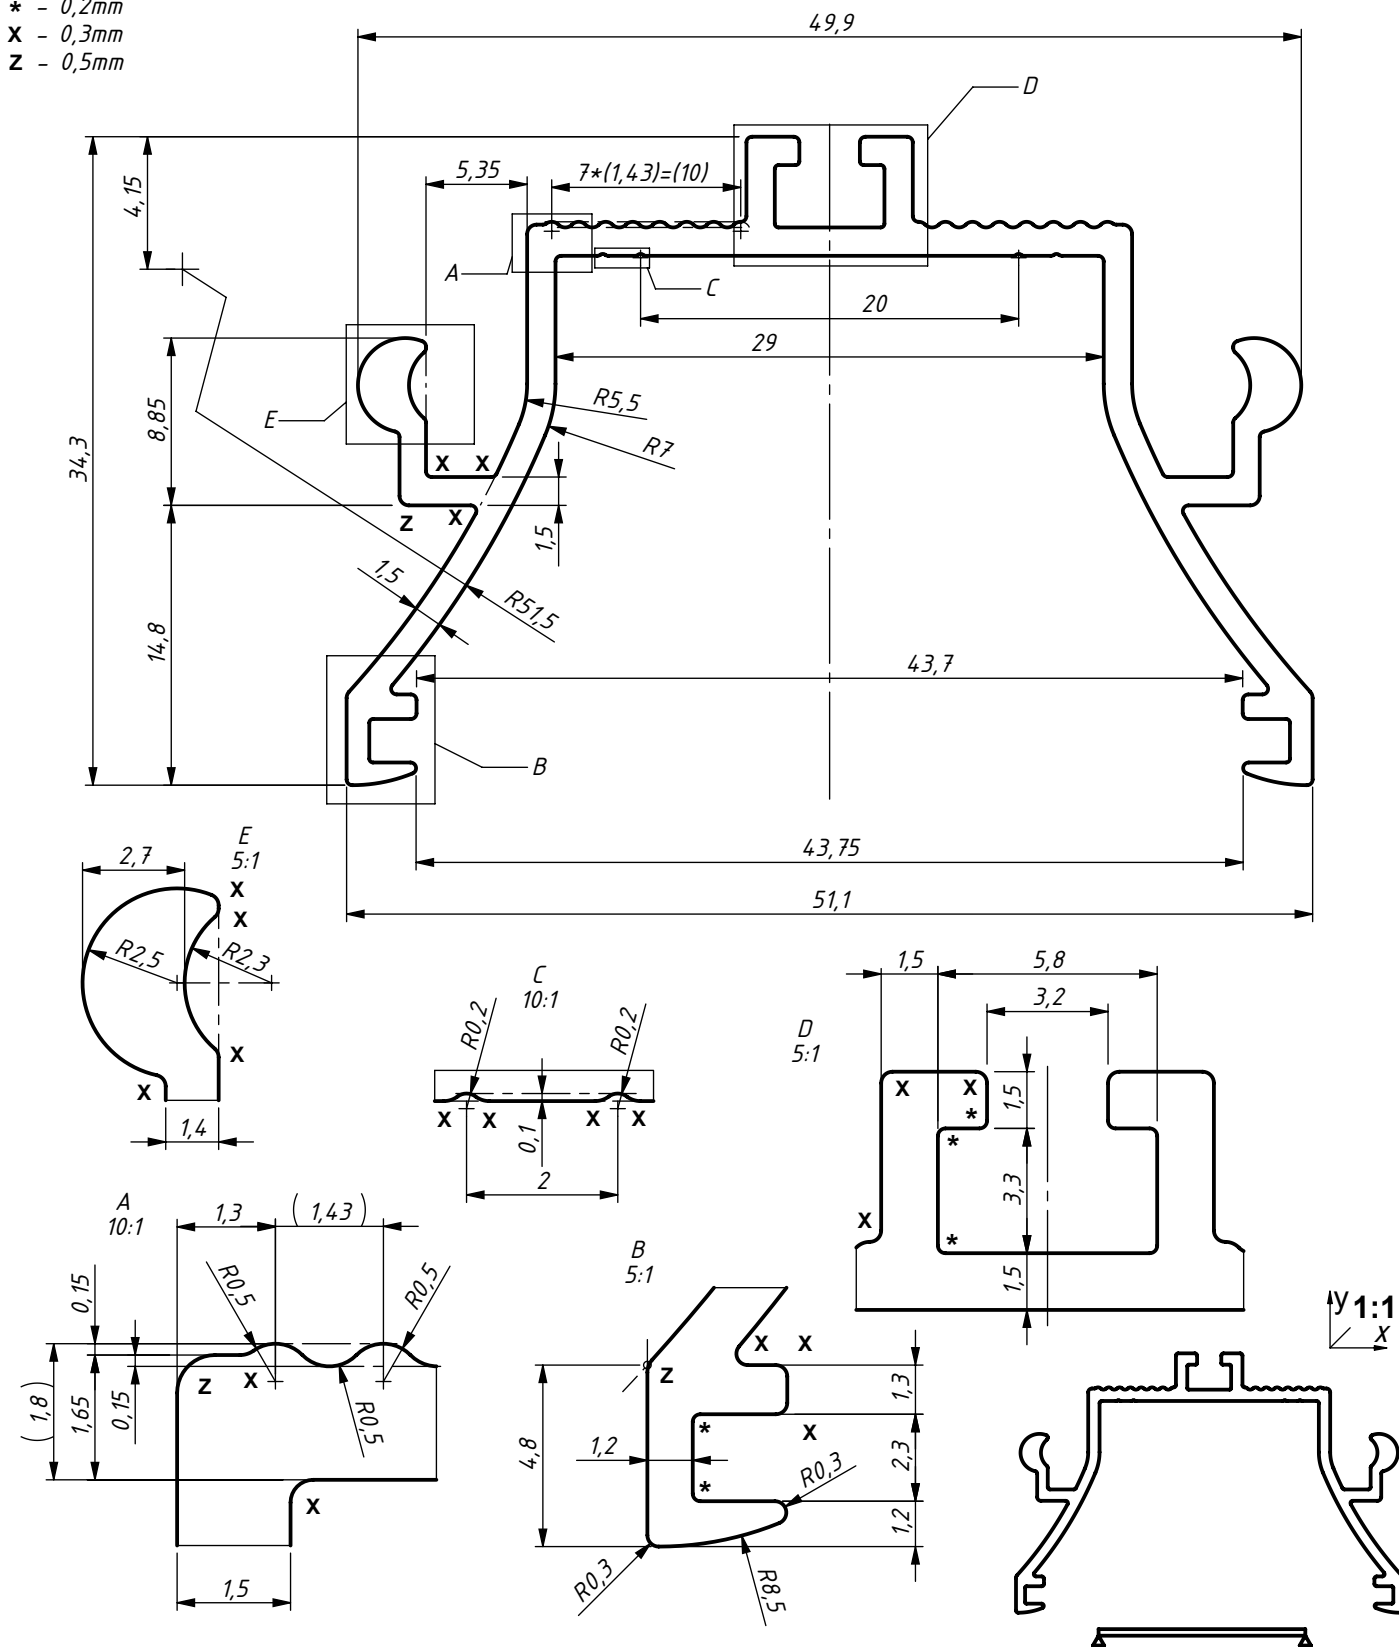 * - 0,2mm
X - 0,3mm
Z - 0,5mm
49,9
D
4,15
5,35
7*(1,43)=(10)
A
C
20
29
E
8,85
34,3
R5,5
R7
X X
Z X
1,5
1,5
R51,5
14,8
43,7
B
43,75
51,1
E
5:1
2,7
X
X
R2,5
R2,3
X
X
1,4
C
10:1
R0,2
R0,2
X X X X
0,1
2
D
5:1
1,5
5,8
3,2
X X
*
1,5
*
3,3
X
*
1,5
A
10:1
1,3
(1,43)
0,15
R0,5
R0,5
(1,8)
1,65
0,15
Z X
R0,5
X
1,5
B
5:1
X X
Z
1,3
*
X
4,8
1,2
2,3
*
R0,3
1,2
R0,3
R8,5
y 1:1
x